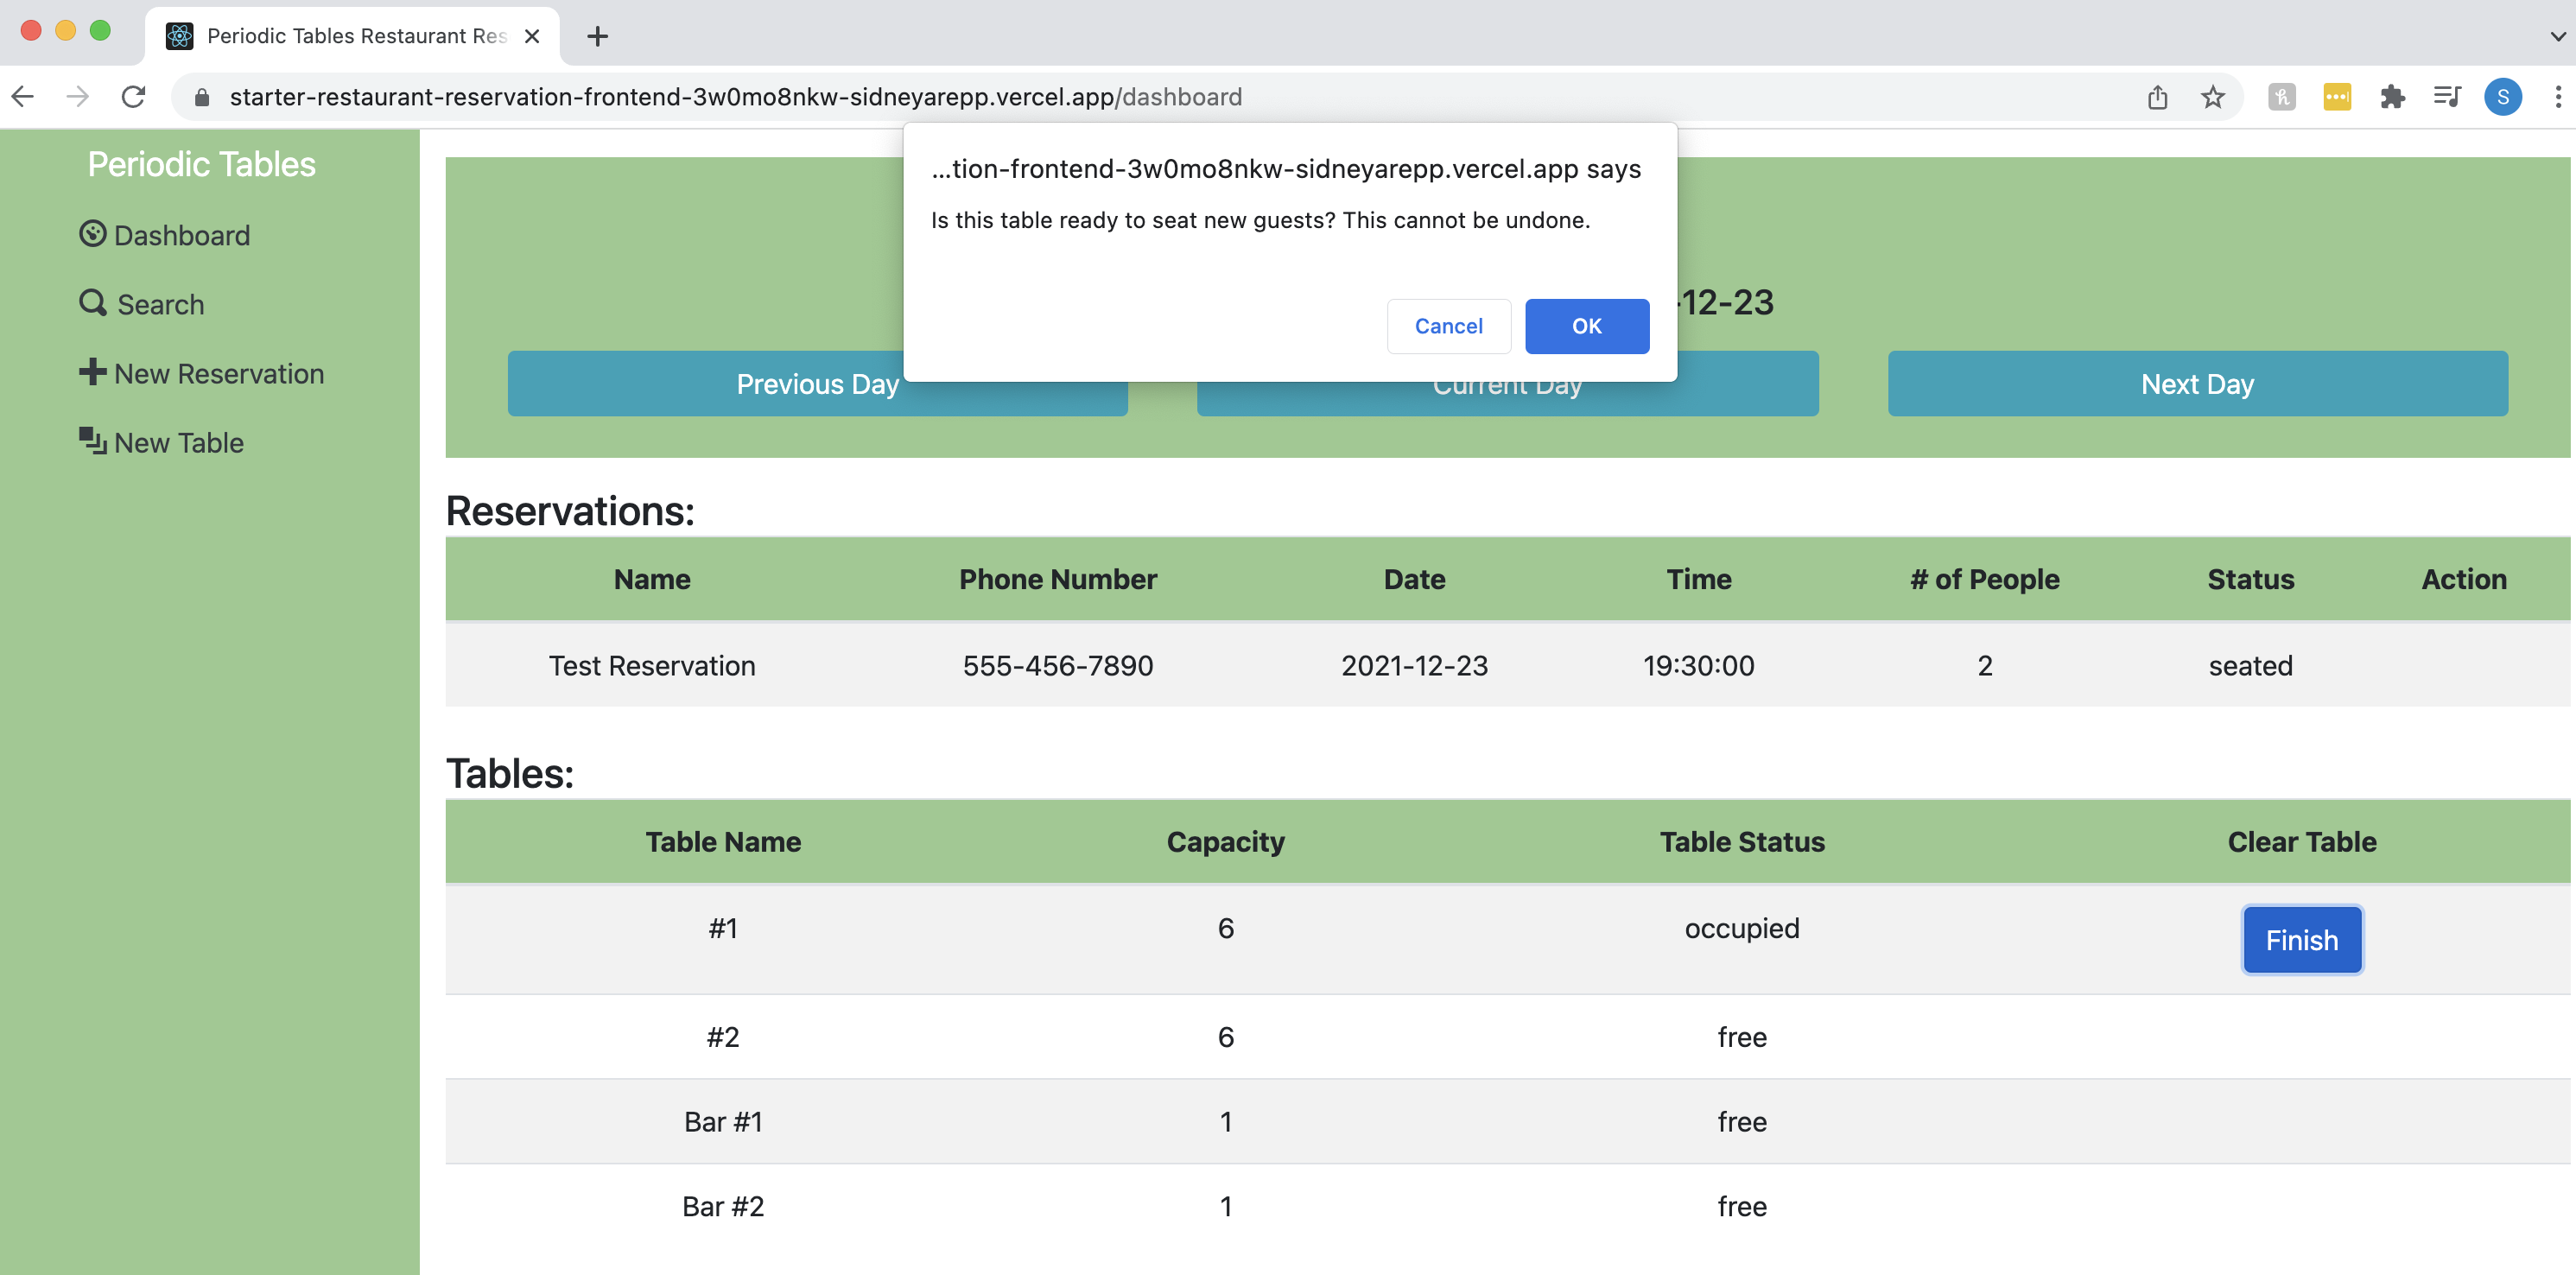 Periodic Tables Restaurant Res
starter-restaurant-reservation-frontend-3w0mo8nkw-sidneyarepp.vercel.app/dashboard
S
Periodic Tables
Dashboard
Search
New Reservation
New Table
...tion-frontend-3w0mo8nkw-sidneyarepp.vercel.app says
Is this table ready to seat new guests? This cannot be undone.
Cancel OK
-12-23
Previous Day Current Day Next Day
Reservations:
Name Phone Number Date Time # of People Status Action
Test Reservation 555-456-7890 2021-12-23 19:30:00 2 seated
Tables:
Table Name Capacity Table Status Clear Table
#1 6 occupied Finish
#2 6 free
Bar #1 1 free
Bar #2 1 free